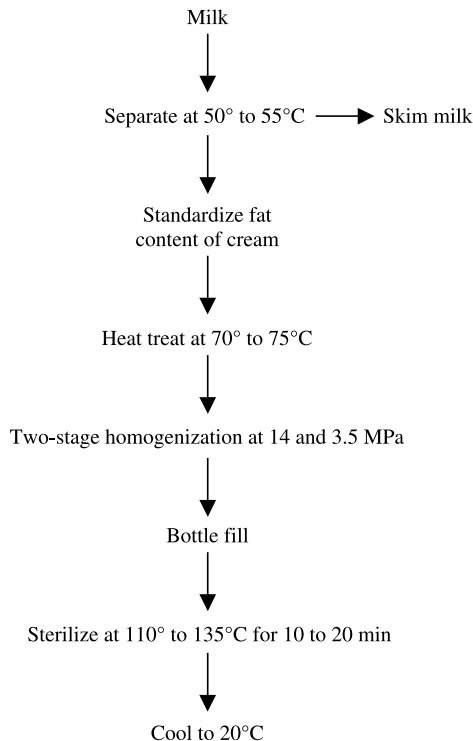 Milk
Separate at 50° to 55°C
Skim milk
Standardize fat
content of cream
Heat treat at 70° to 75°C
Two-stage homogenization at 14 and 3.5 MPa
Bottle fill
Sterilize at 110° to 135°C for 10 to 20 min
Cool to 20°C